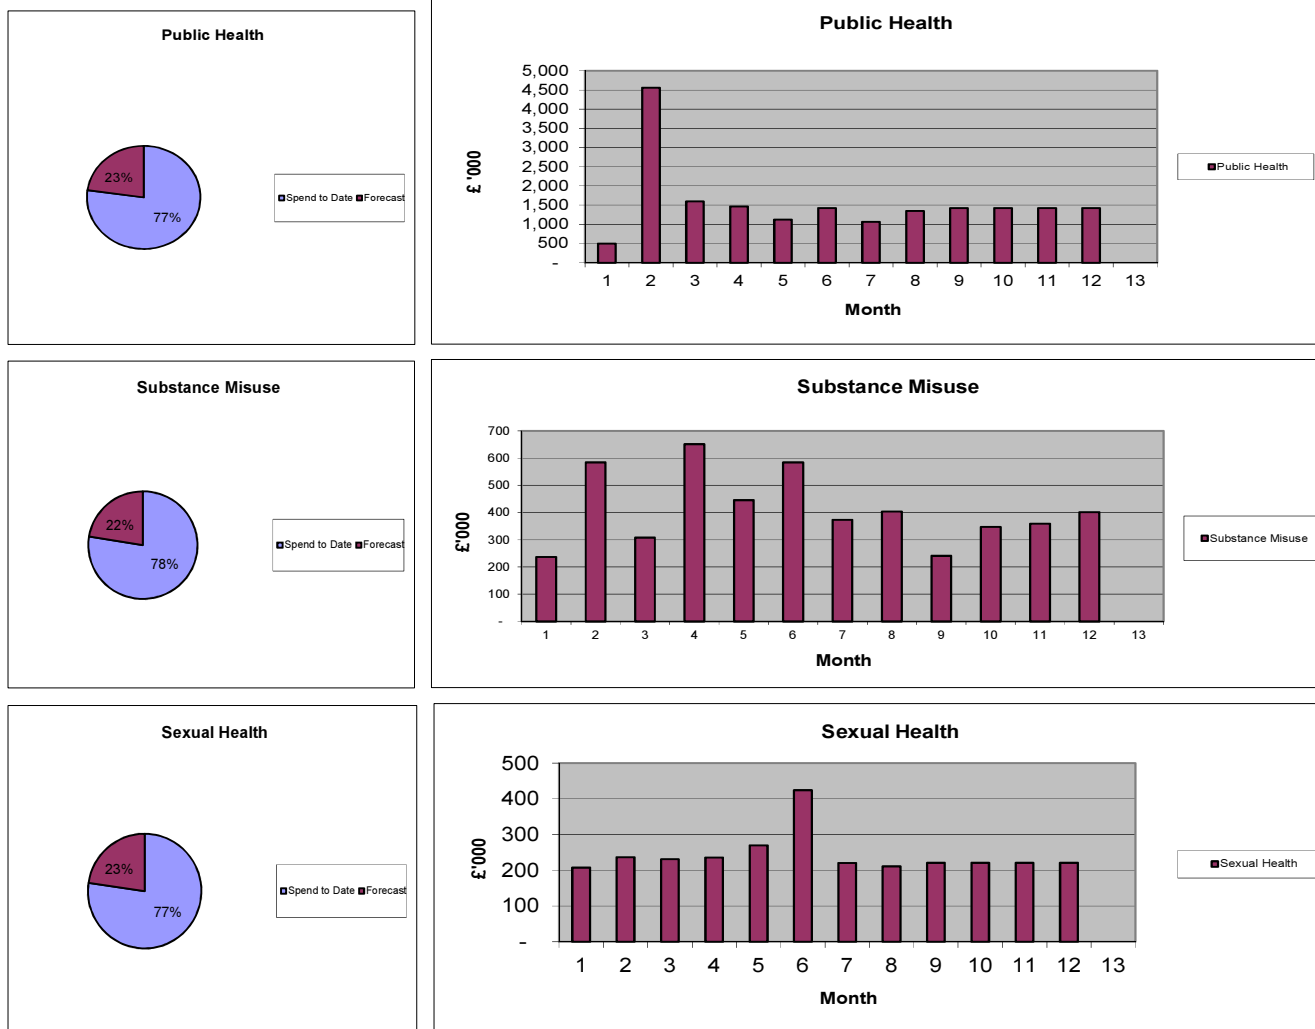 Public Health
23%
77%
Spend to Date Forecast
Public Health
5,000
4,500
4,000
3,500
3,000
2,500
2,000
1,500
1,000
500
-
£ '000
1 2 3 4 5 6 7 8 9 10 11 12 13
Month
Public Health
Substance Misuse
22%
78%
Spend to Date Forecast
Substance Misuse
700
600
500
400
300
200
100
-
£'000
1 2 3 4 5 6 7 8 9 10 11 12 13
Month
Substance Misuse
Sexual Health
23%
77%
Spend to Date Forecast
Sexual Health
500
400
300
200
100
-
£'000
1 2 3 4 5 6 7 8 9 10 11 12 13
Month
Sexual Health